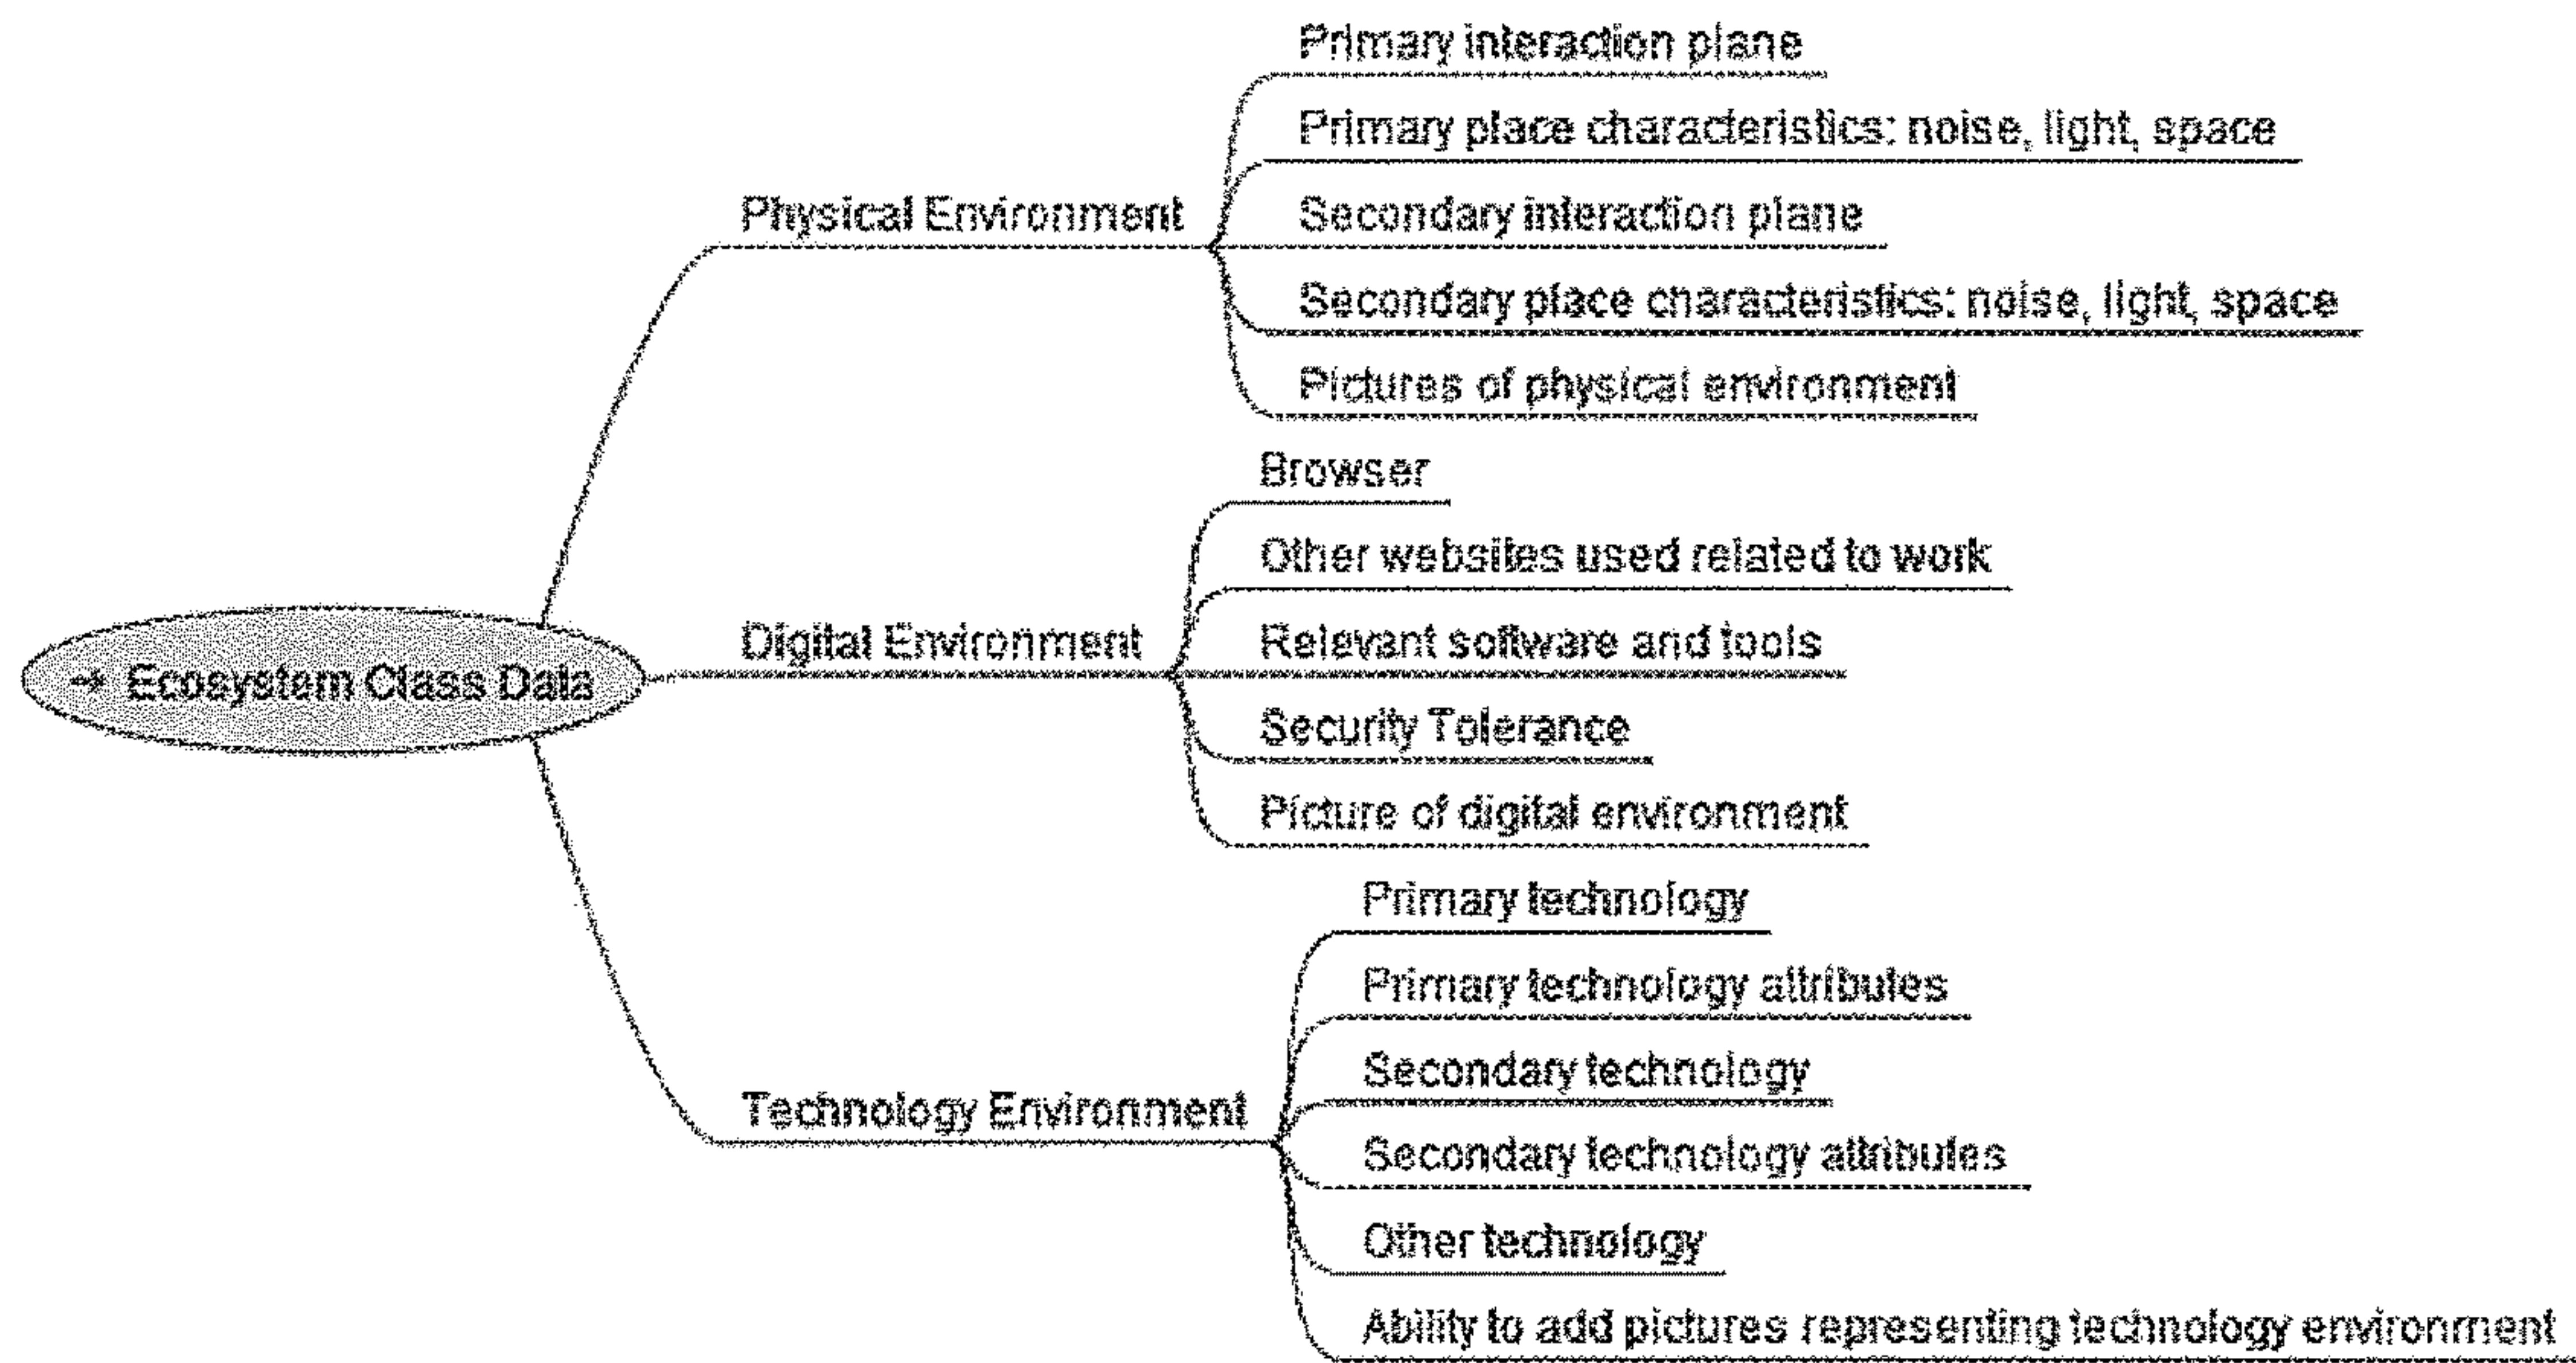 Primary interaction plane
Primary place characteristics: noise, light, space
Physical Environment
Secondary interaction plane
Secondary place characteristics: noise, light, space
Pictures of physical environment
Browser
Other websites used related to work
Digital Environment
Relevant software and tools
→ Ecosystem Class Data
Security Tolerance
Picture of digital environment
Primary technology
Primary technology attributes
Secondary technology
Technology Environment
Secondary technology attributes
Other technology
Ability to add pictures representing technology environment